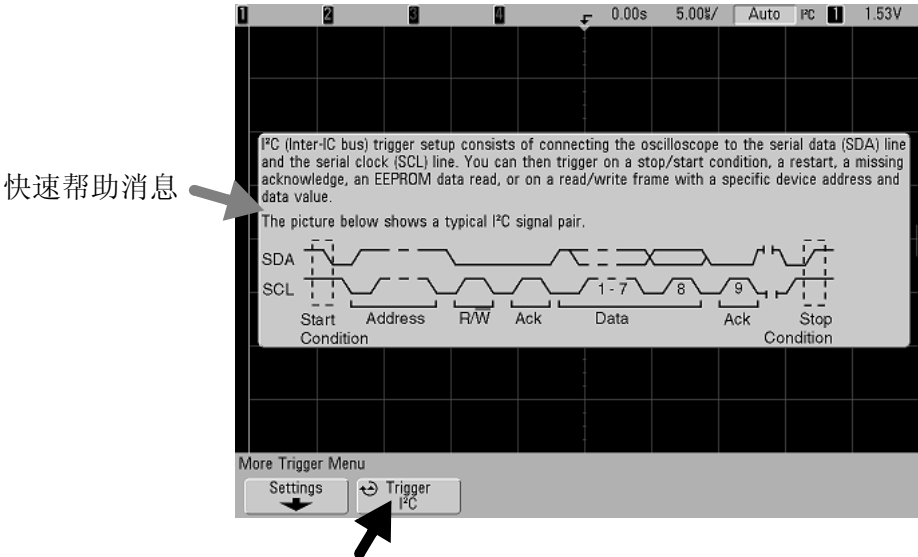 1 2 3 4 0.00s 5.00%/ Auto I²C 1 1.53V
快速帮助消息
I²C (Inter-IC bus) trigger setup consists of connecting the oscilloscope to the serial data (SDA) line
and the serial clock (SCL) line. You can then trigger on a stop/start condition, a restart, a missing
acknowledge, an EEPROM data read, or on a read/write frame with a specific device address and
data value.
The picture below shows a typical I²C signal pair.
SDA
SCL 1 - 7 8 9
Start Address R/W̅ Ack Data Ack Stop
Condition Condition
More Trigger Menu
Settings Trigger
I²C